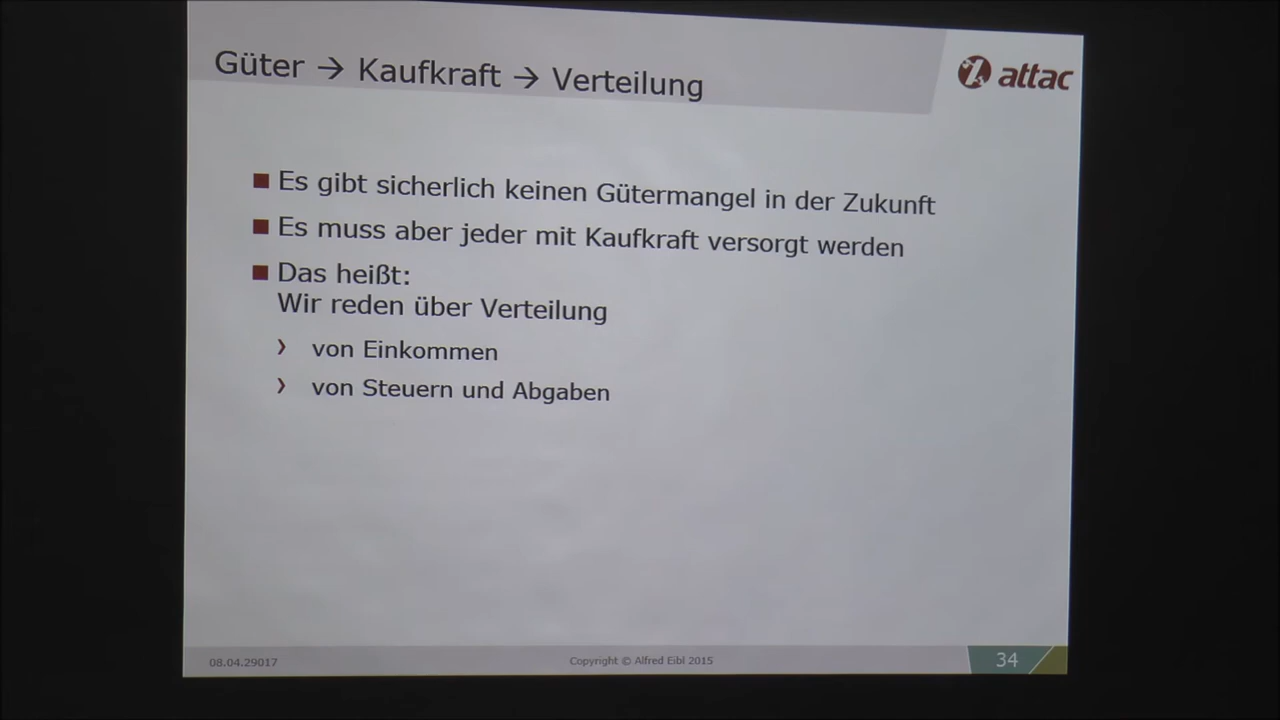 Güter → Kaufkraft → Verteilung
attac
Es gibt sicherlich keinen Gütermangel in der Zukunft
Es muss aber jeder mit Kaufkraft versorgt werden
Das heißt:
Wir reden über Verteilung
von Einkommen
von Steuern und Abgaben
08.04.29017
Copyright © Alfred Eibl 2015
34